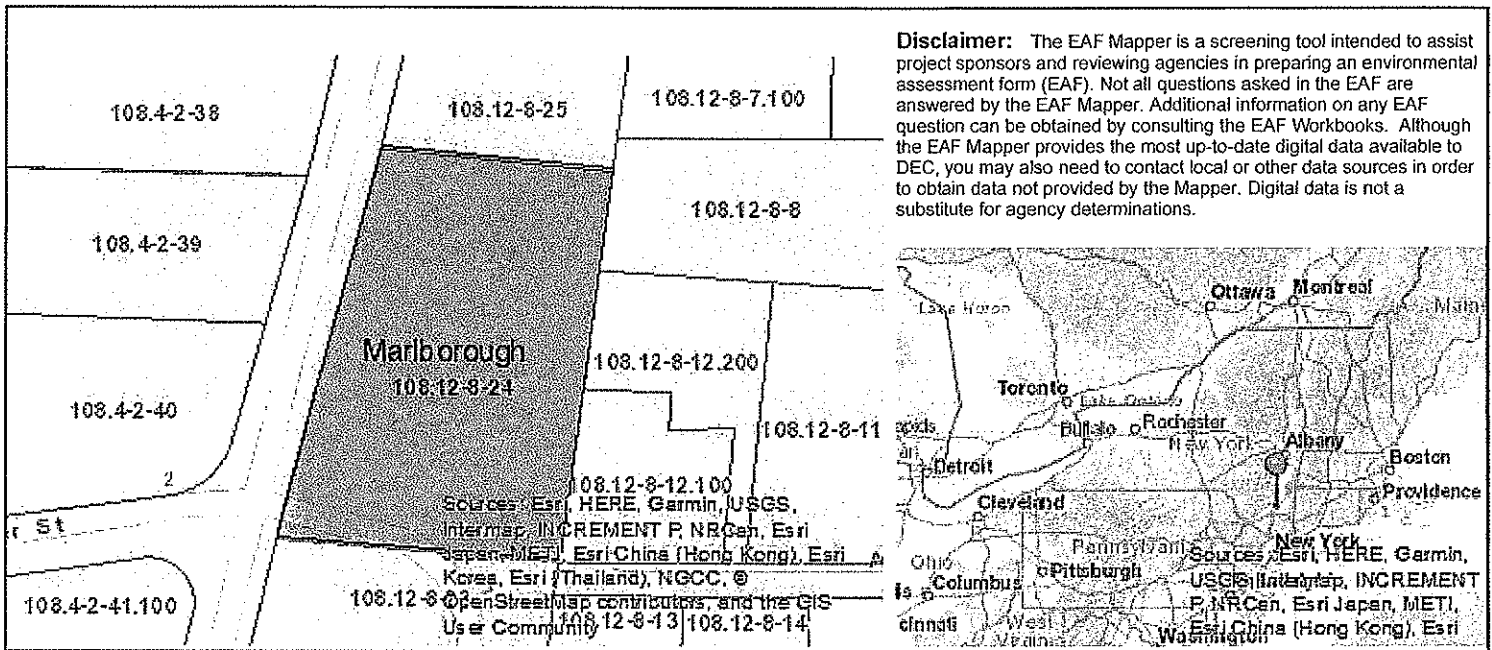 108.4-2-38
108.12-8-25
108.12-8-7.100
108.12-8-8
108.4-2-39
Marlborough
108.12-8-24
108.12-8-12.200
108.4-2-40
108.12-8-11
108.12-8-12.100
2
St
108.4-2-41.100
108.12-8-
108.12-8-13
108.12-8-14
Sources: Esri, HERE, Garmin, USGS,
Intermap, INCREMENT P, NRCan, Esri
Japan, METI, Esri China (Hong Kong), Esri
Korea, Esri (Thailand), NGCC, ©
OpenStreetMap contributors, and the GIS
User Community
Disclaimer: The EAF Mapper is a screening tool intended to assist
project sponsors and reviewing agencies in preparing an environmental
assessment form (EAF). Not all questions asked in the EAF are
answered by the EAF Mapper. Additional information on any EAF
question can be obtained by consulting the EAF Workbooks. Although
the EAF Mapper provides the most up-to-date digital data available to
DEC, you may also need to contact local or other data sources in order
to obtain data not provided by the Mapper. Digital data is not a
substitute for agency determinations.
Ottawa
Montreal
Lake Huron
Main
Toronto
Lake Ontario
Rochester
Buffalo
New York
Albany
Detroit
Boston
Providence
Cleveland
New York
Pennsylvani
Ohio
Pittsburgh
Columbus
cinnati
West
Virginia
Washington
Sources: Esri, HERE, Garmin,
USGS, Intermap, INCREMENT
P, NRCan, Esri Japan, METI,
Esri China (Hong Kong), Esri